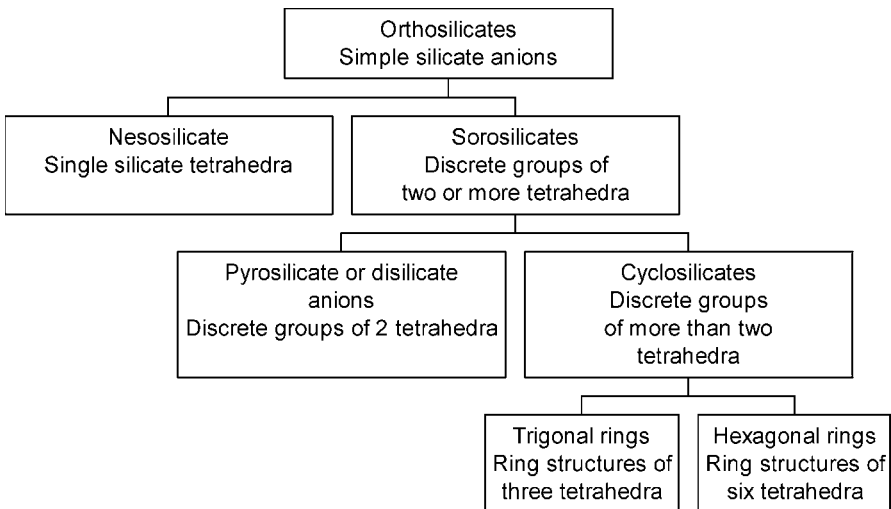 Orthosilicates
Simple silicate anions
Nesosilicate
Single silicate tetrahedra
Sorosilicates
Discrete groups of
two or more tetrahedra
Pyrosilicate or disilicate
anions
Discrete groups of 2 tetrahedra
Cyclosilicates
Discrete groups
of more than two
tetrahedra
Trigonal rings
Ring structures of
three tetrahedra
Hexagonal rings
Ring structures of
six tetrahedra